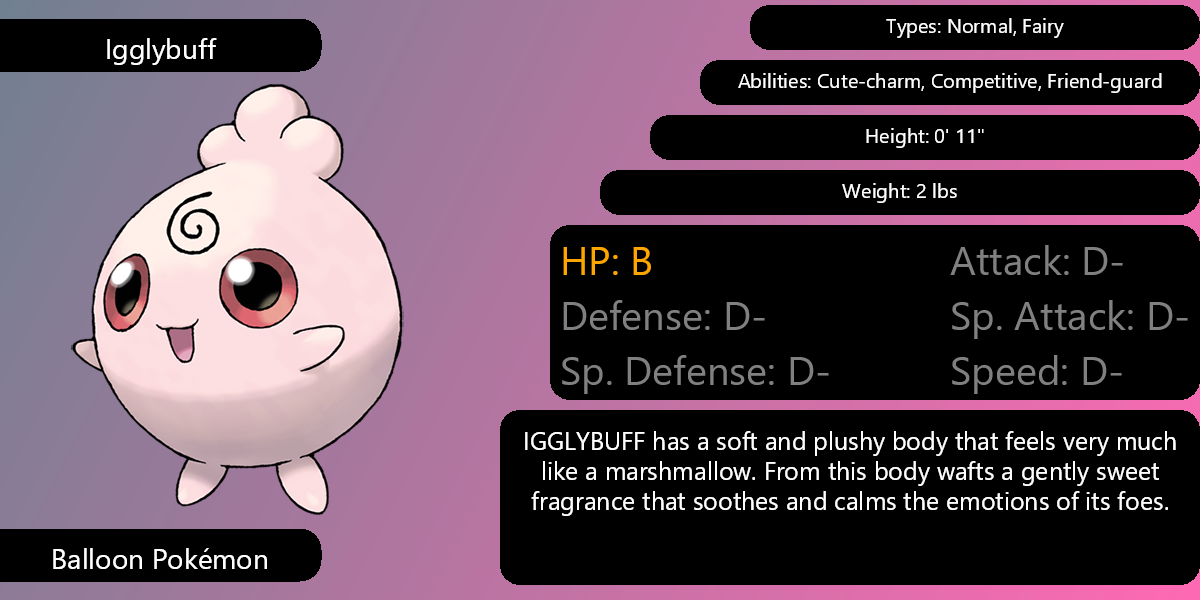 Igglybuff
Types: Normal, Fairy
Abilities: Cute-charm, Competitive, Friend-guard
Height: 0' 11"
Weight: 2 lbs
HP: B
Attack: D-
Defense: D-
Sp. Attack: D-
Sp. Defense: D-
Speed: D-
IGGLYBUFF has a soft and plushy body that feels very much
like a marshmallow. From this body wafts a gently sweet
fragrance that soothes and calms the emotions of its foes.
Balloon Pokémon